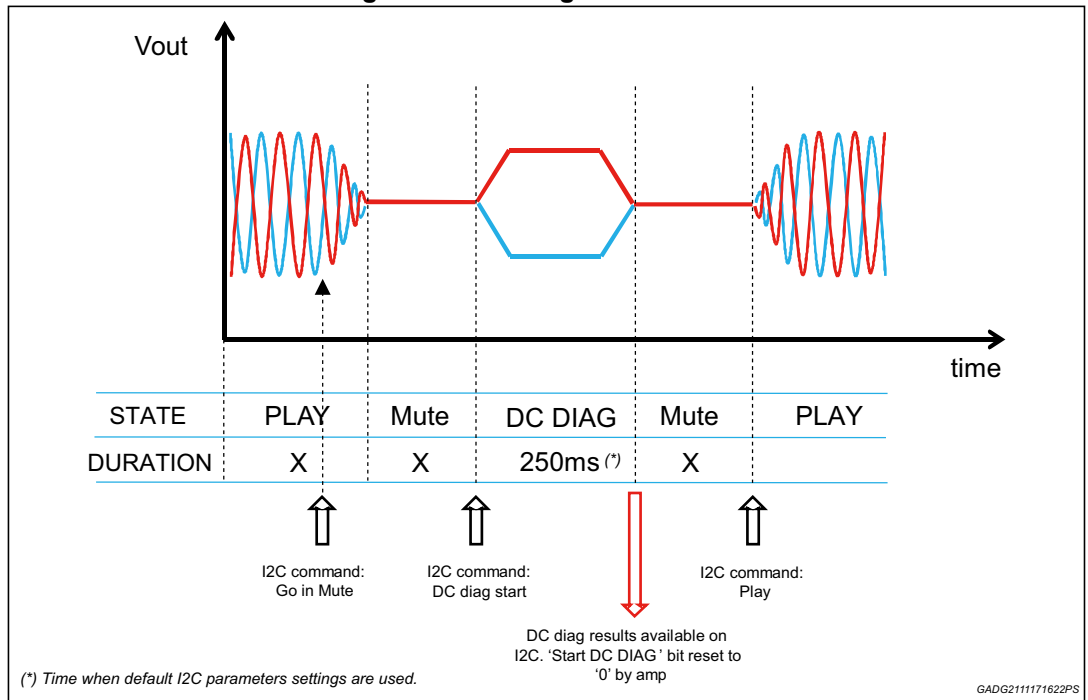 Vout
time
STATE PLAY Mute DC DIAG Mute PLAY
DURATION X X 250ms (*) X
I2C command:
Go in Mute
I2C command:
DC diag start
I2C command:
Play
DC diag results available on
I2C. ‘Start DC DIAG’ bit reset to
‘0’ by amp
(*) Time when default I2C parameters settings are used.
GADG2111171622PS